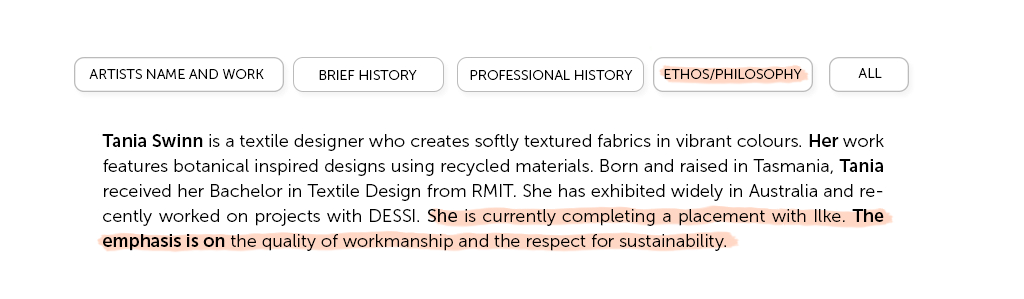 ARTISTS NAME AND WORK BRIEF HISTORY PROFESSIONAL HISTORY ETHOS/PHILOSOPHY ALL
Tania Swinn is a textile designer who creates softly textured fabrics in vibrant colours. Her work
features botanical inspired designs using recycled materials. Born and raised in Tasmania, Tania
received her Bachelor in Textile Design from RMIT. She has exhibited widely in Australia and re-
cently worked on projects with DESSI. She is currently completing a placement with Ilke. The
emphasis is on the quality of workmanship and the respect for sustainability.